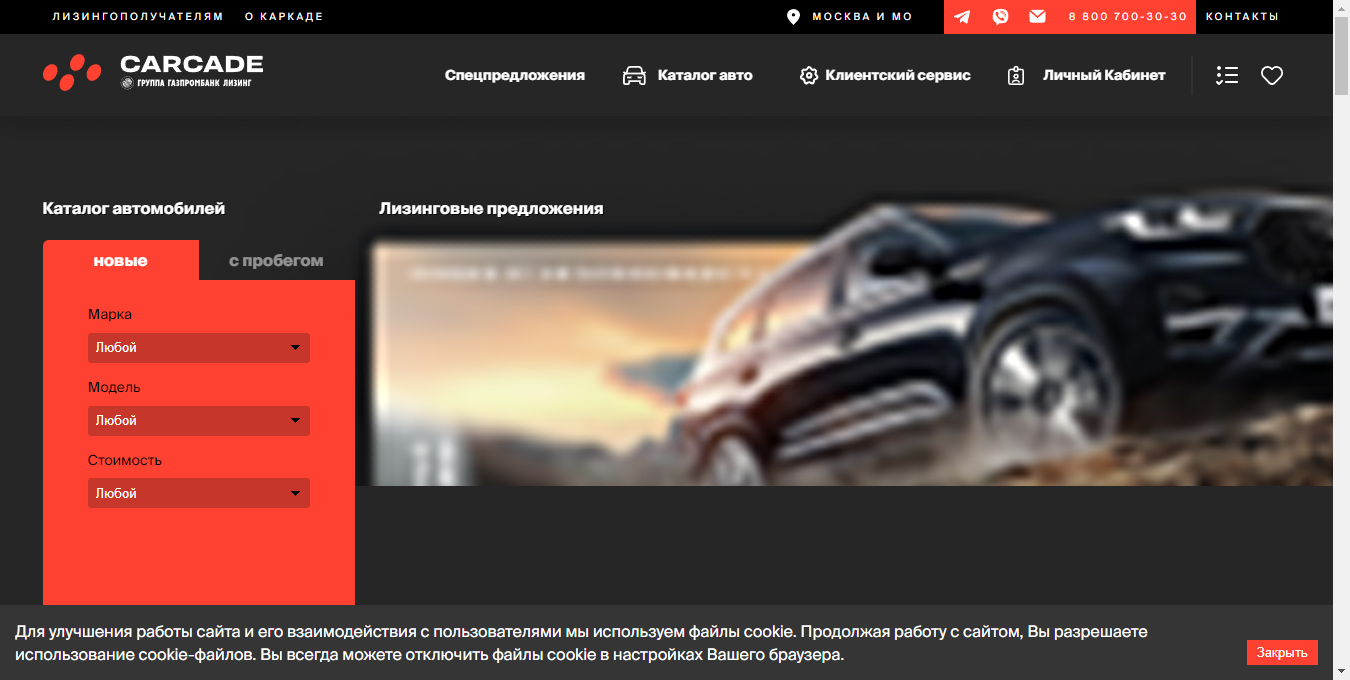 ЛИЗИНГОПОЛУЧАТЕЛЯМ О КАРКАДЕ МОСКВА И МО 8 800 700-30-30 КОНТАКТЫ
CARCADE
ГРУППА ГАЗПРОМБАНК ЛИЗИНГ
Спецпредложения Каталог авто Клиентский сервис Личный Кабинет
Каталог автомобилей Лизинговые предложения
новые с пробегом
Марка
Любой
Модель
Любой
Стоимость
Любой
Для улучшения работы сайта и его взаимодействия с пользователями мы используем файлы cookie. Продолжая работу с сайтом, Вы разрешаете
использование cookie-файлов. Вы всегда можете отключить файлы cookie в настройках Вашего браузера.
Закрыть